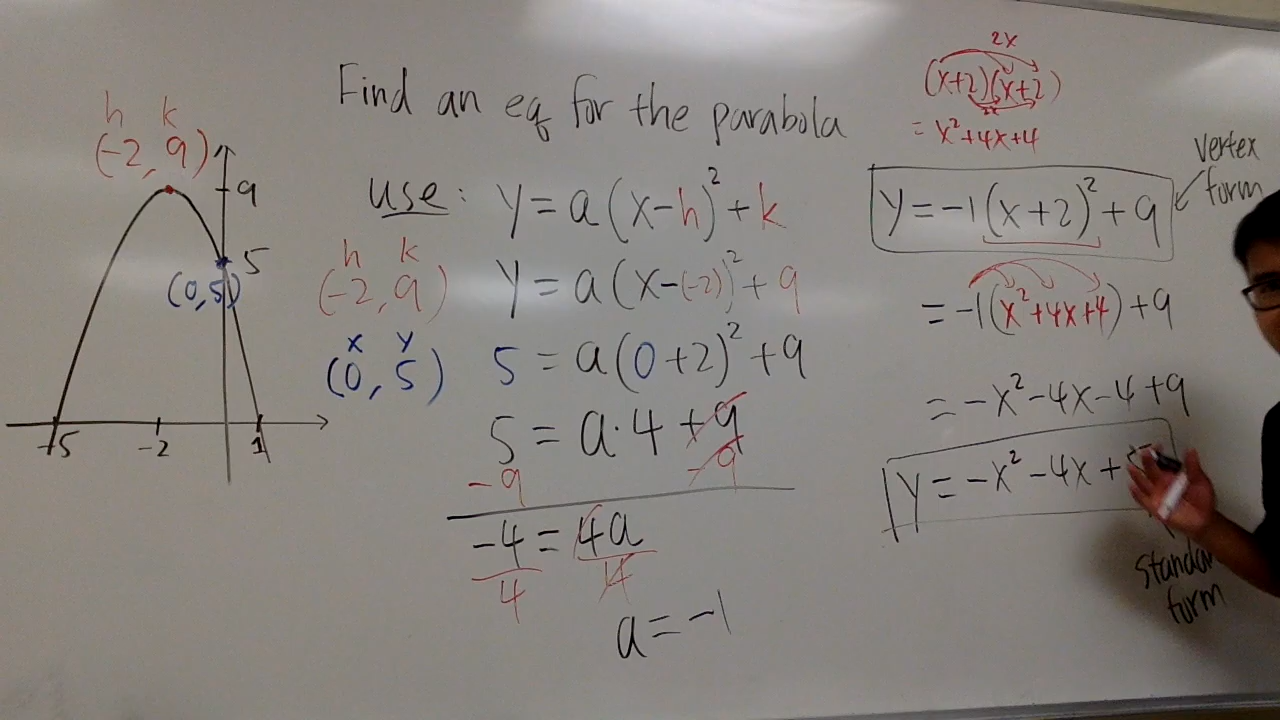 Find an eq for the parabola
h k
(-2, 9)
9
5
(0,5)
-5 -2 1
use: y = a(x-h)² + k
h k
(-2, 9) y = a(x-(-2))² + 9
x y
(0, 5) 5 = a(0+2)² + 9
5 = a·4 + 9
-9 -9
-4 = 4a
4 4
a = -1
2x
(x+2)(x+2)
2x
= x²+4x+4
vertex
form
y = -1(x+2)² + 9
= -1(x²+4x+4) + 9
= -x² - 4x - 4 + 9
y = -x² - 4x +
form